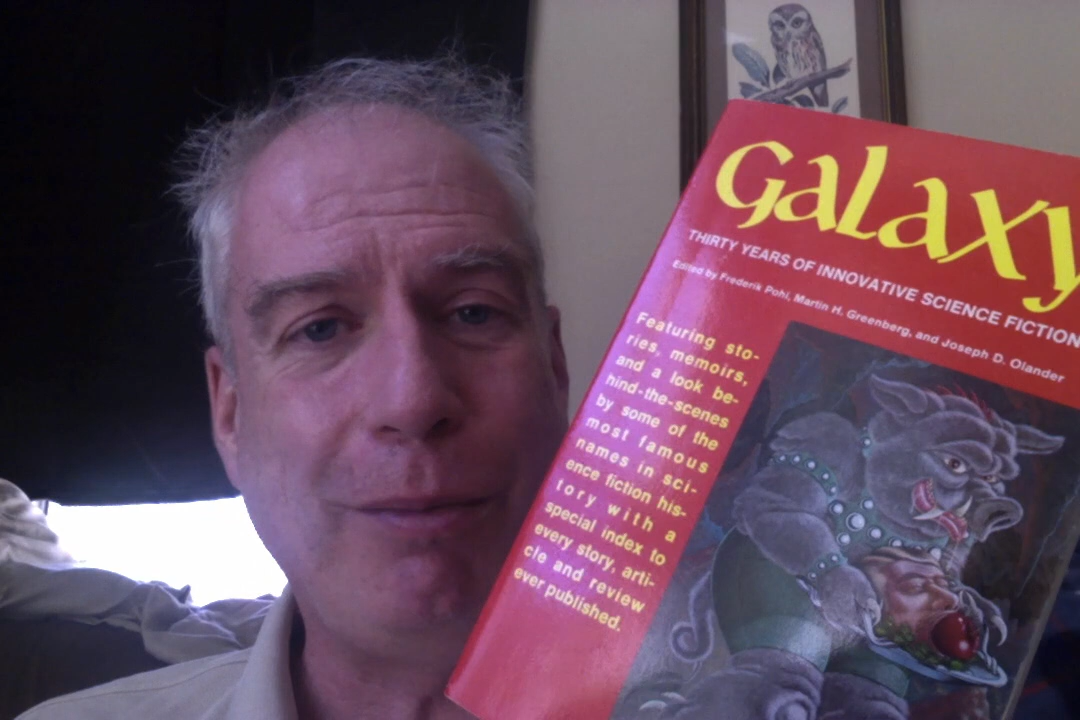 GALAXY
THIRTY YEARS OF INNOVATIVE SCIENCE FICTION
Edited by Frederik Pohl, Martin H. Greenberg, and Joseph D. Olander
Featuring sto-
ries, memoirs,
and a look be-
hind-the-scenes
by some of the
most famous
names in sci-
ence fiction his-
tory with a
special index to
every story, arti-
cle and review
ever published.